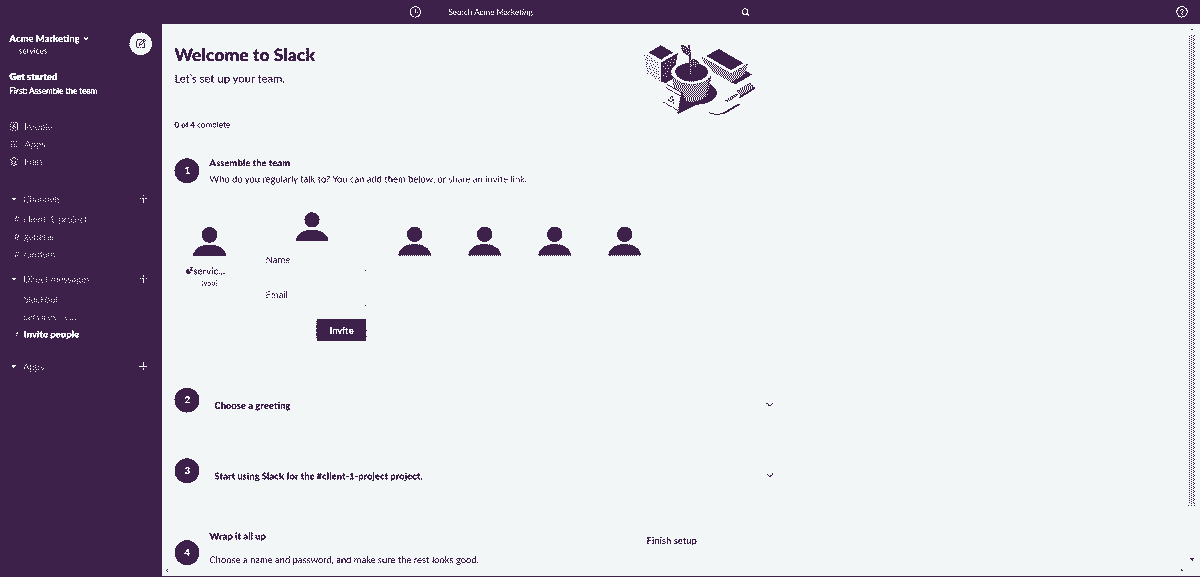 Search Acme Marketing
Acme Marketing
services
Get started
First: Assemble the team
People
Apps
Channels
# client-1-project
# general
# random
Direct messages
Slackbot
Invite people
Apps
Welcome to Slack
Let's set up your team.
0 of 4 complete
1
Assemble the team
Who do you regularly talk to? You can add them below, or share an invite link.
servic...
(you)
Name
Email
Invite
2
Choose a greeting
3
Start using Slack for the #client-1-project project.
4
Wrap it all up
Choose a name and password, and make sure the rest looks good.
Finish setup